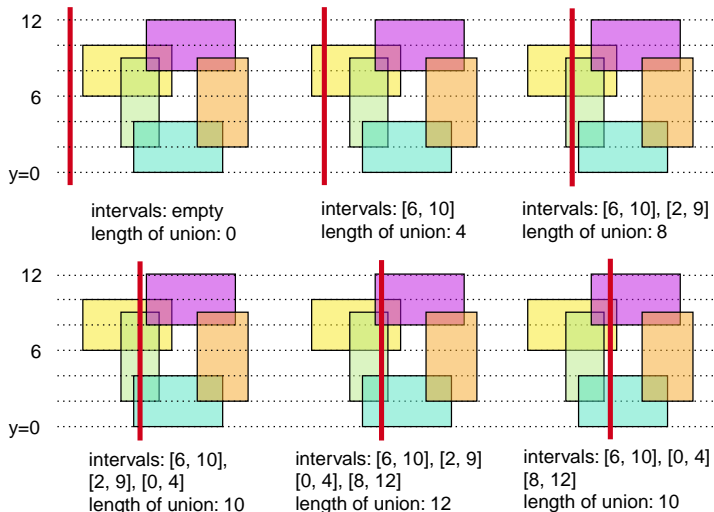 12
6
y=0
intervals: empty
length of union: 0
intervals: [6, 10]
length of union: 4
intervals: [6, 10], [2, 9]
length of union: 8
12
6
y=0
intervals: [6, 10],
[2, 9], [0, 4]
length of union: 10
intervals: [6, 10], [2, 9]
[0, 4], [8, 12]
length of union: 12
intervals: [6, 10], [0, 4]
[8, 12]
length of union: 10